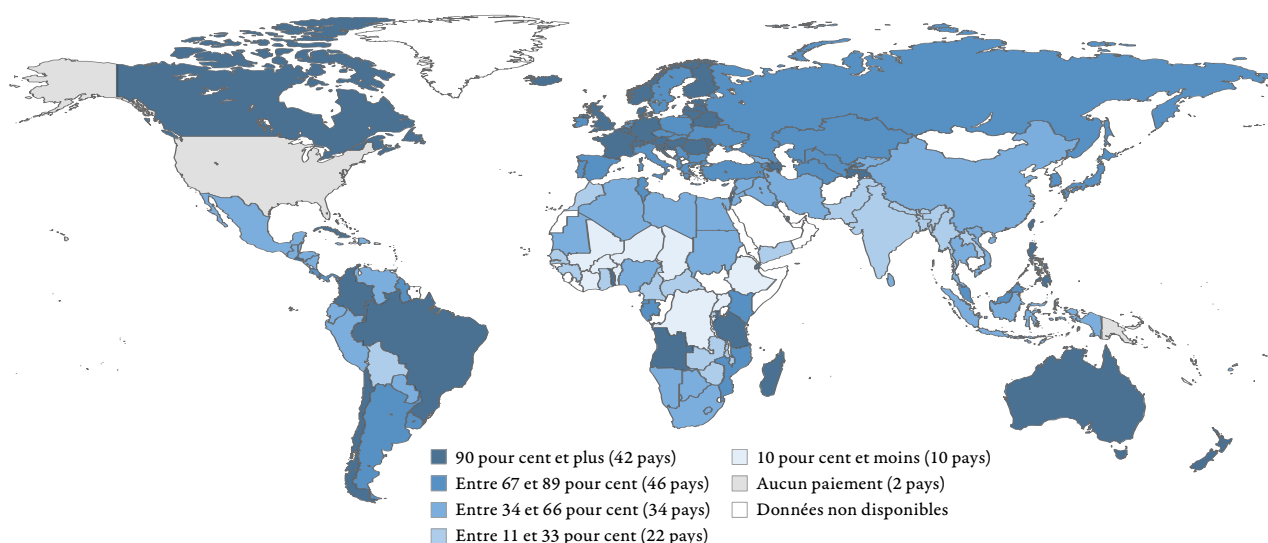 90 pour cent et plus (42 pays)
Entre 67 et 89 pour cent (46 pays)
Entre 34 et 66 pour cent (34 pays)
Entre 11 et 33 pour cent (22 pays)
10 pour cent et moins (10 pays)
Aucun paiement (2 pays)
Données non disponibles